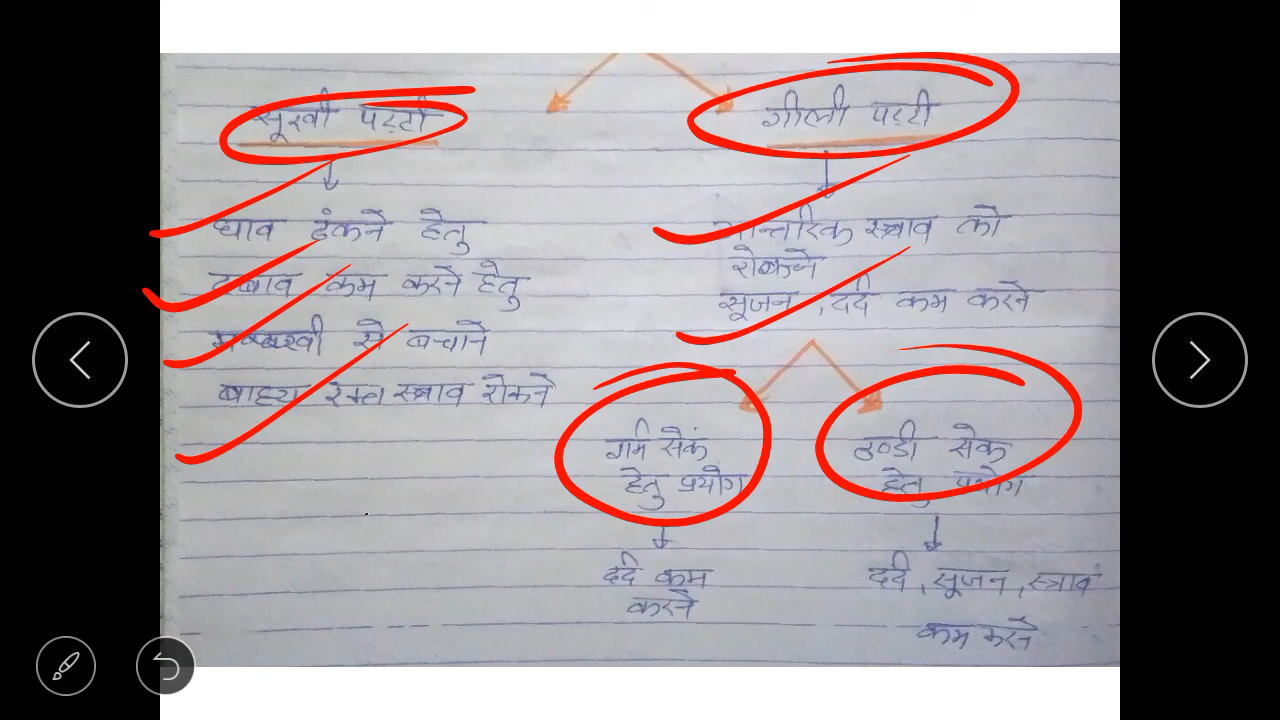 सूखी पट्टी
गीली पट्टी
घाव ढंकने हेतु
दबाव कम करने हेतु
मक्खी से बचाने
बाह्य रक्त स्त्राव रोकने
आन्तरिक स्त्राव को
रोकने
सूजन, दर्द कम करने
गर्म सेकं
हेतु प्रयोग
ठण्डी सेक
हेतु प्रयोग
दर्द कम
करने
दर्द, सूजन, स्त्राव
कम करने